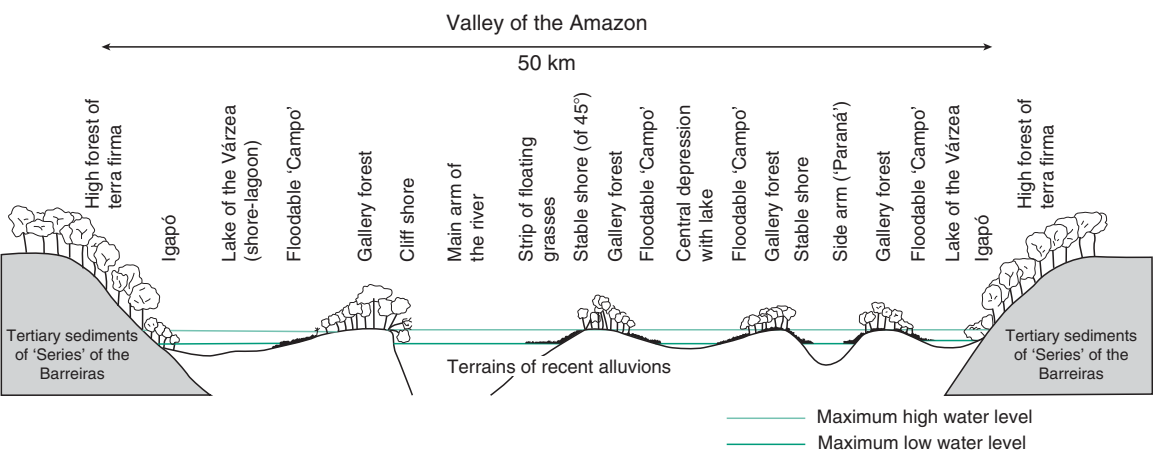 Valley of the Amazon
50 km
High forest of
terra firma
Igapó
Lake of the Várzea
(shore-lagoon)
Floodable ‘Campo’
Gallery forest
Cliff shore
Main arm of
the river
Strip of floating
grasses
Stable shore (of 45°)
Gallery forest
Floodable ‘Campo’
Central depression
with lake
Floodable ‘Campo’
Gallery forest
Stable shore
Side arm (‘Paraná’)
Gallery forest
Floodable ‘Campo’
Lake of the Várzea
Igapó
High forest of
terra firma
Tertiary sediments
of ‘Series’ of the
Barreiras
Terrains of recent alluvions
Tertiary sediments
of ‘Series’ of the
Barreiras
Maximum high water level
Maximum low water level